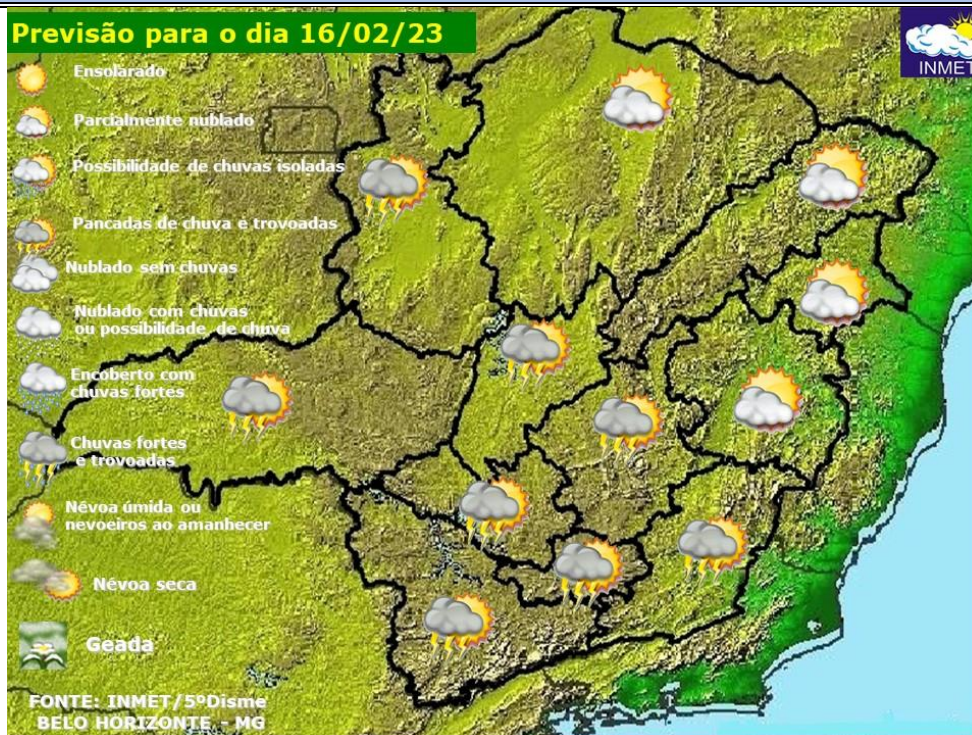 Previsão para o dia 16/02/23
INMET
Ensolarado
Parcialmente nublado
Possibilidade de chuvas isoladas
Pancadas de chuva e trovoadas
Nublado sem chuvas
Nublado com chuvas
ou possibilidade de chuva
Encoberto com
chuvas fortes
Chuvas fortes
e trovoadas
Névoa úmida ou
nevoeiros ao amanhecer
Névoa seca
Geada
FONTE: INMET/5ºDisme
BELO HORIZONTE - MG